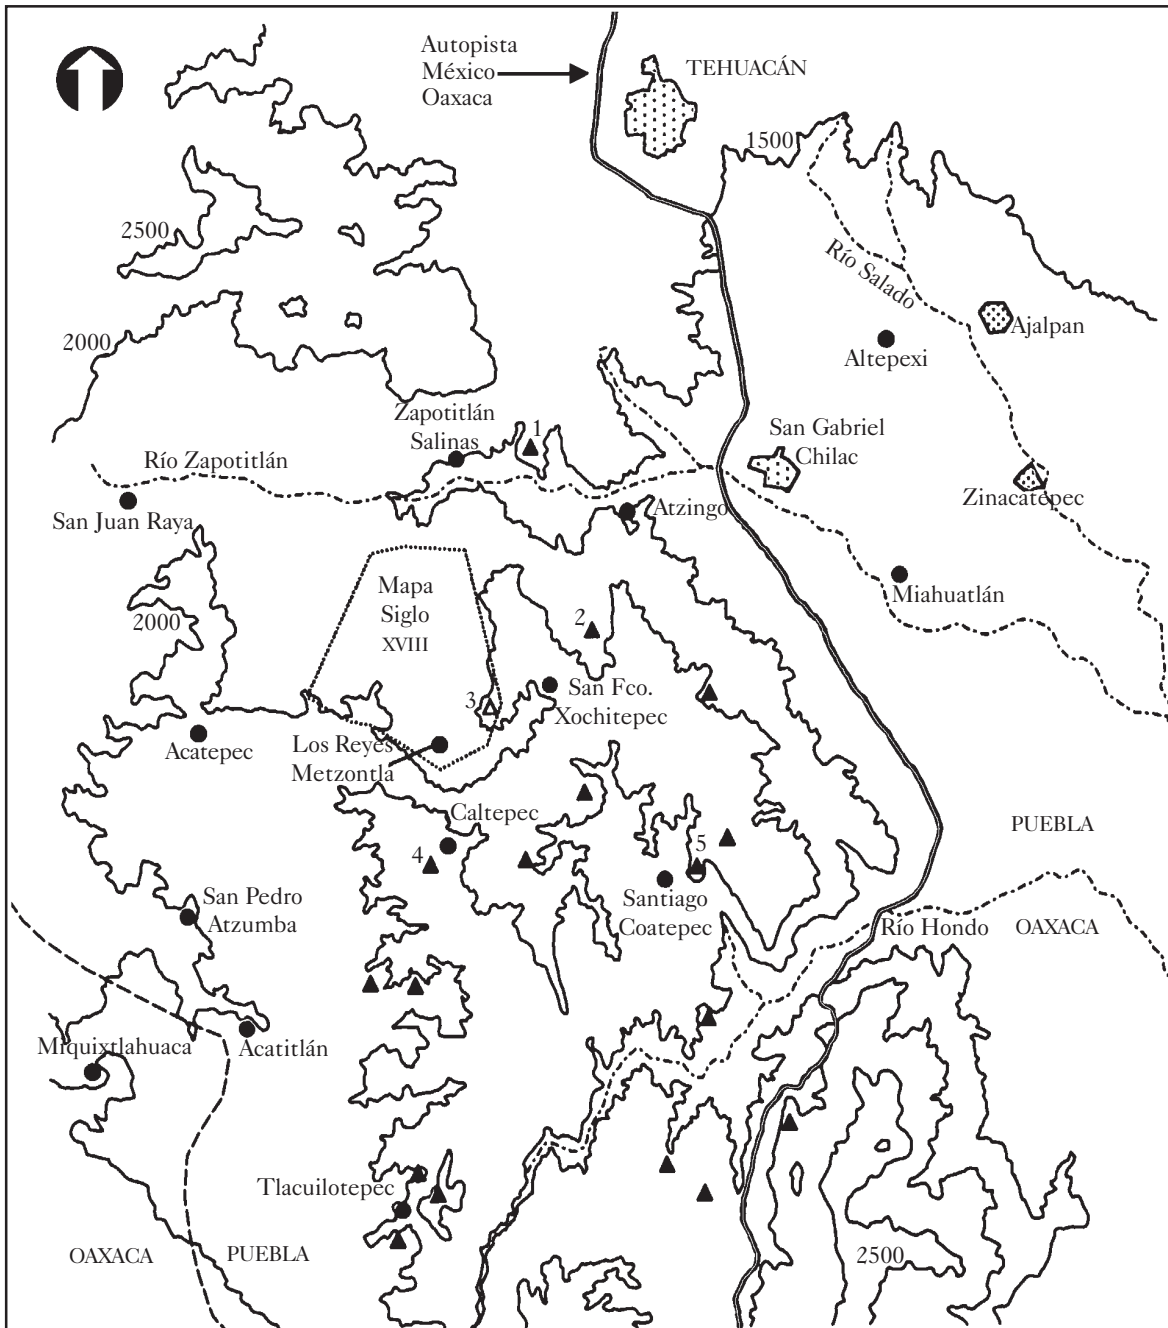 Autopista
México
Oaxaca
TEHUACÁN
1500
2500
Río Salado
2000
Ajalpan
Altepexi
Zapotitlán
Salinas
1
San Gabriel
Chilac
Río Zapotitlán
San Juan Raya
Atzingo
Zinacatepec
Mapa
Siglo
XVIII
2000
2
Miahuatlán
San Fco.
Xochitepec
3
Acatepec
Los Reyes
Metzontla
Caltepec
4
5
PUEBLA
San Pedro
Atzumba
Santiago
Coatepec
Río Hondo
OAXACA
Miquixtlahuaca
Acatitlán
Tlacuilotepec
OAXACA
PUEBLA
2500